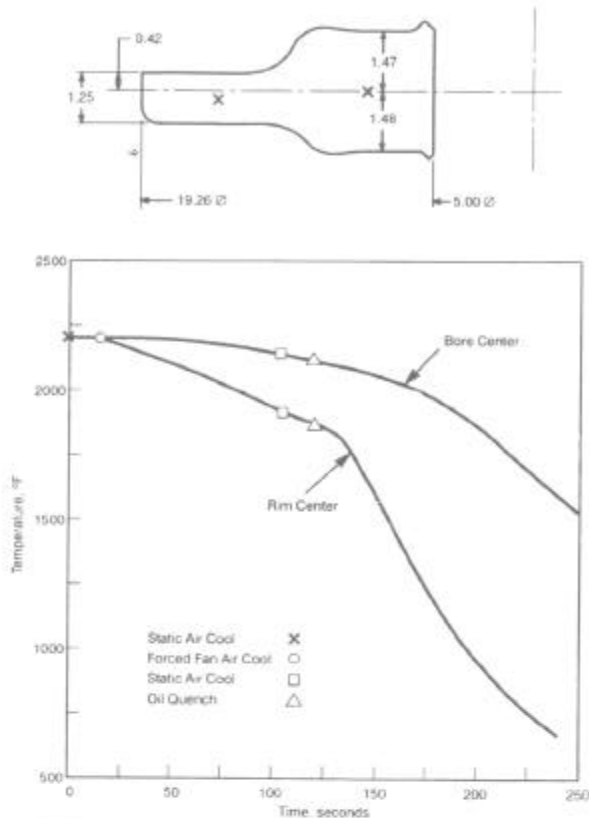 0.42
1.47
1.25
1.48
19.26 Ø
5.00 Ø
2500
Bore Center
2000
Temperature, °F
1500
Rim Center
Static Air Cool
Forced Fan Air Cool
1000
Static Air Cool
Oil Quench
500
0 50 100 150 200 250
Time, seconds